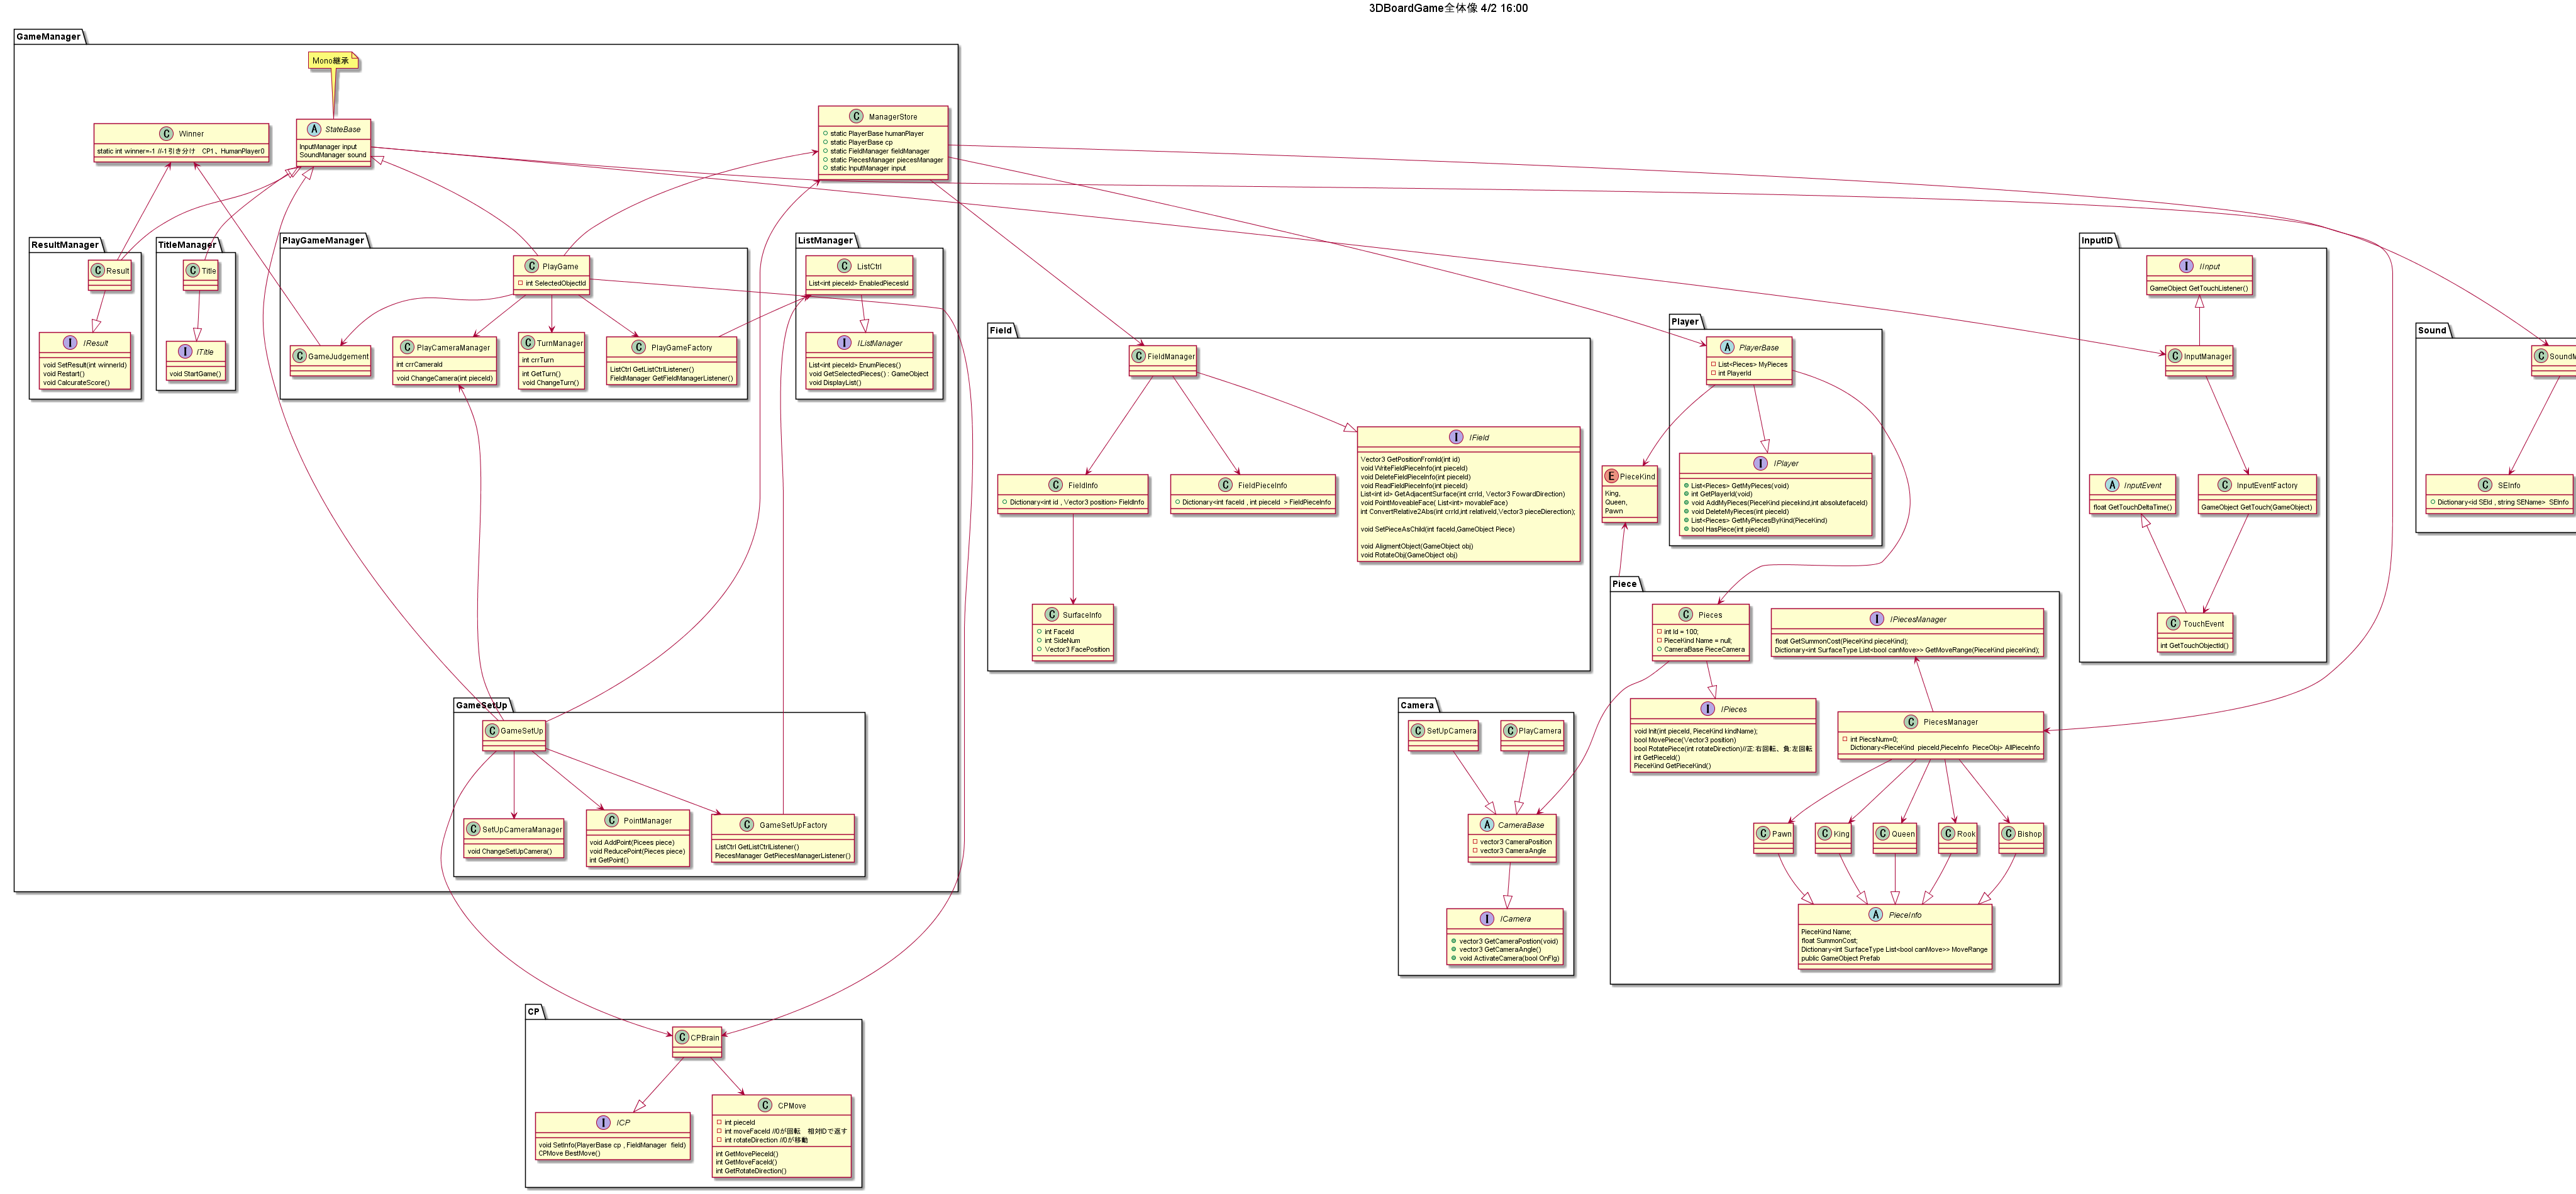 3DBoardGame全体像 4/2 16:00
GameManager
Mono継承
Winner
static int winner=-1 //-1引き分け　CP1、HumanPlayer0
StateBase
InputManager input
SoundManager sound
ManagerStore
static PlayerBase humanPlayer
static PlayerBase cp
static FieldManager fieldManager
static PiecesManager piecesManager
static InputManager input
ResultManager
Result
IResult
void SetResult(int winnerId)
void Restart()
void CalcurateScore()
TitleManager
Title
ITitle
void StartGame()
PlayGameManager
PlayGame
int SelectedObjectId
GameJudgement
PlayCameraManager
int crrCameraId
void ChangeCamera(int pieceId)
TurnManager
int crrTurn
int GetTurn()
void ChangeTurn()
PlayGameFactory
ListCtrl GetListCtrlListener()
FieldManager GetFieldManagerListener()
ListManager
ListCtrl
List<int pieceId> EnabledPiecesId
IListManager
List<int pieceId> EnumPieces()
void GetSelectedPieces() : GameObject
void DisplayList()
GameSetUp
GameSetUp
SetUpCameraManager
void ChangeSetUpCamera()
PointManager
void AddPoint(Picees piece)
void ReducePoint(Pieces piece)
int GetPoint()
GameSetUpFactory
ListCtrl GetListCtrlListener()
PiecesManager GetPiecesManagerListener()
CP
CPBrain
ICP
void SetInfo(PlayerBase cp , FieldManager  field)
CPMove BestMove()
CPMove
int pieceId
int moveFaceId //0が回転　相対IDで返す
int rotateDirection //0が移動
int GetMovePieceId()
int GetMoveFaceId()
int GetRotateDirection()
Field
FieldManager
FieldInfo
Dictionary<int id , Vector3 position> FieldInfo
FieldPieceInfo
Dictionary<int faceId , int pieceId  > FieldPieceInfo
IField
Vector3 GetPositionFromId(int id)
void WriteFieldPieceInfo(int pieceId)
void DeleteFieldPieceInfo(int pieceId)
void ReadFieldPieceInfo(int pieceId)
List<int id> GetAdjacentSurface(int crrId, Vector3 FowardDirection)
void PointMoveableFace( List<int> movableFace)
int ConvertRelative2Abs(int crrId,int relativeId,Vector3 pieceDierection);
void SetPieceAsChild(int faceId,GameObject Piece)
void AligmentObject(GameObject obj)
void RotateObj(GameObject obj)
SurfaceInfo
int FaceId
int SideNum
Vector3 FacePosition
Player
PlayerBase
List<Pieces> MyPieces
int PlayerId
IPlayer
List<Pieces> GetMyPieces(void)
int GetPlayerId(void)
void AddMyPieces(PieceKind piecekind,int absolutefaceId)
void DeleteMyPieces(int pieceId)
List<Pieces> GetMyPiecesByKind(PieceKind)
bool HasPiece(int pieceId)
PieceKind
King,
Queen,
Pawn
Piece
Pieces
int Id = 100;
PieceKind Name = null;
CameraBase PieceCamera
IPiecesManager
float GetSummonCost(PieceKind pieceKind);
Dictionary<int SurfaceType List<bool canMove>> GetMoveRange(PieceKind pieceKind);
IPieces
void Init(int pieceId, PieceKind kindName);
bool MovePiece(Vector3 position)
bool RotatePiece(int rotateDirection)//正:右回転、負:左回転
int GetPieceId()
PieceKind GetPieceKind()
PiecesManager
int PiecsNum=0;
Dictionary<PieceKind  pieceId,PieceInfo  PieceObj> AllPieceInfo
Pawn
King
Queen
Rook
Bishop
PieceInfo
PieceKind Name;
float SummonCost;
Dictionary<int SurfaceType List<bool canMove>> MoveRange
public GameObject Prefab
Camera
SetUpCamera
PlayCamera
CameraBase
vector3 CameraPosition
vector3 CameraAngle
ICamera
vector3 GetCameraPostion(void)
vector3 GetCameraAngle()
void ActivateCamera(bool OnFlg)
InputID
IInput
GameObject GetTouchListener()
InputManager
InputEvent
float GetTouchDeltaTime()
InputEventFactory
GameObject GetTouch(GameObject)
TouchEvent
int GetTouchObjectId()
Sound
SoundM
SEInfo
Dictionary<id SEId , string SEName>  SEInfo